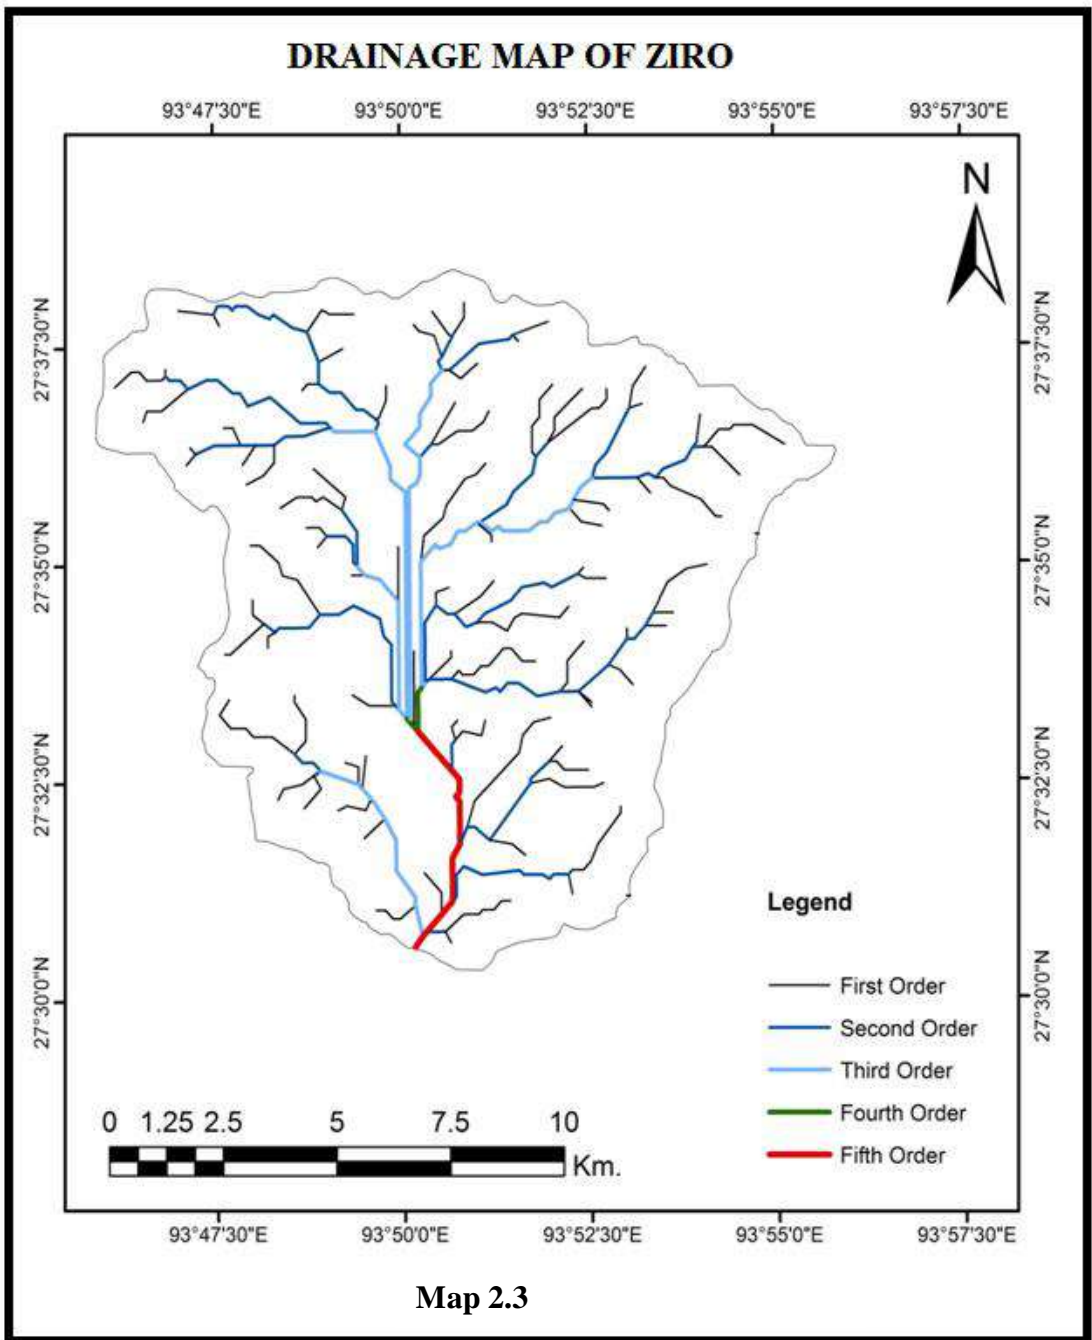 DRAINAGE MAP OF ZIRO
93°47'30"E 93°50'0"E 93°52'30"E 93°55'0"E 93°57'30"E
N
27°37'30"N 27°37'30"N
27°35'0"N 27°35'0"N
27°32'30"N 27°32'30"N
27°30'0"N 27°30'0"N
Legend
First Order
Second Order
Third Order
Fourth Order
Fifth Order
0 1.25 2.5 5 7.5 10
Km.
93°47'30"E 93°50'0"E 93°52'30"E 93°55'0"E 93°57'30"E
Map 2.3